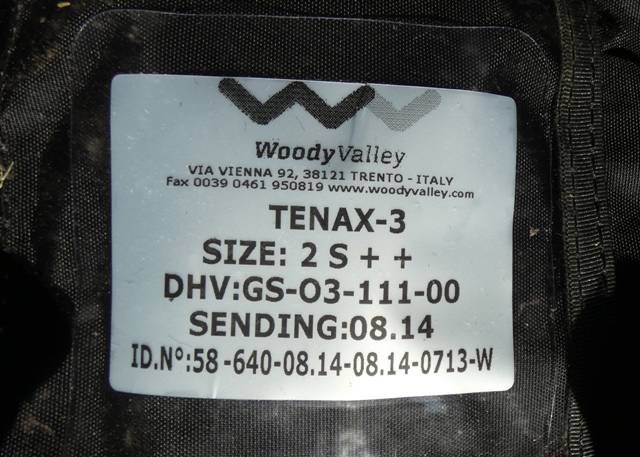 WoodyValley
VIA VIENNA 92, 38121 TRENTO - ITALY
Fax 0039 0461 950819 www.woodyvalley.com
TENAX-3
SIZE: 2 S + +
DHV:GS-O3-111-00
SENDING:08.14
ID.N°:58-640-08.14-08.14-0713-W